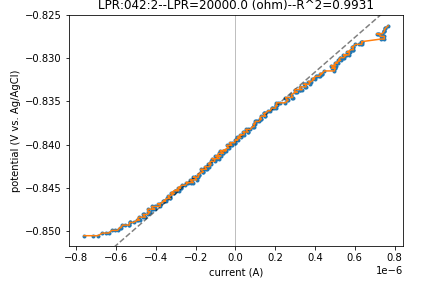 LPR:042:2--LPR=20000.0 (ohm)--R^2=0.9931
−0.825
−0.830
−0.835
−0.840
−0.845
−0.850
potential (V vs. Ag/AgCl)
−0.8 −0.6 −0.4 −0.2 0.0 0.2 0.4 0.6 0.8
1e−6
current (A)